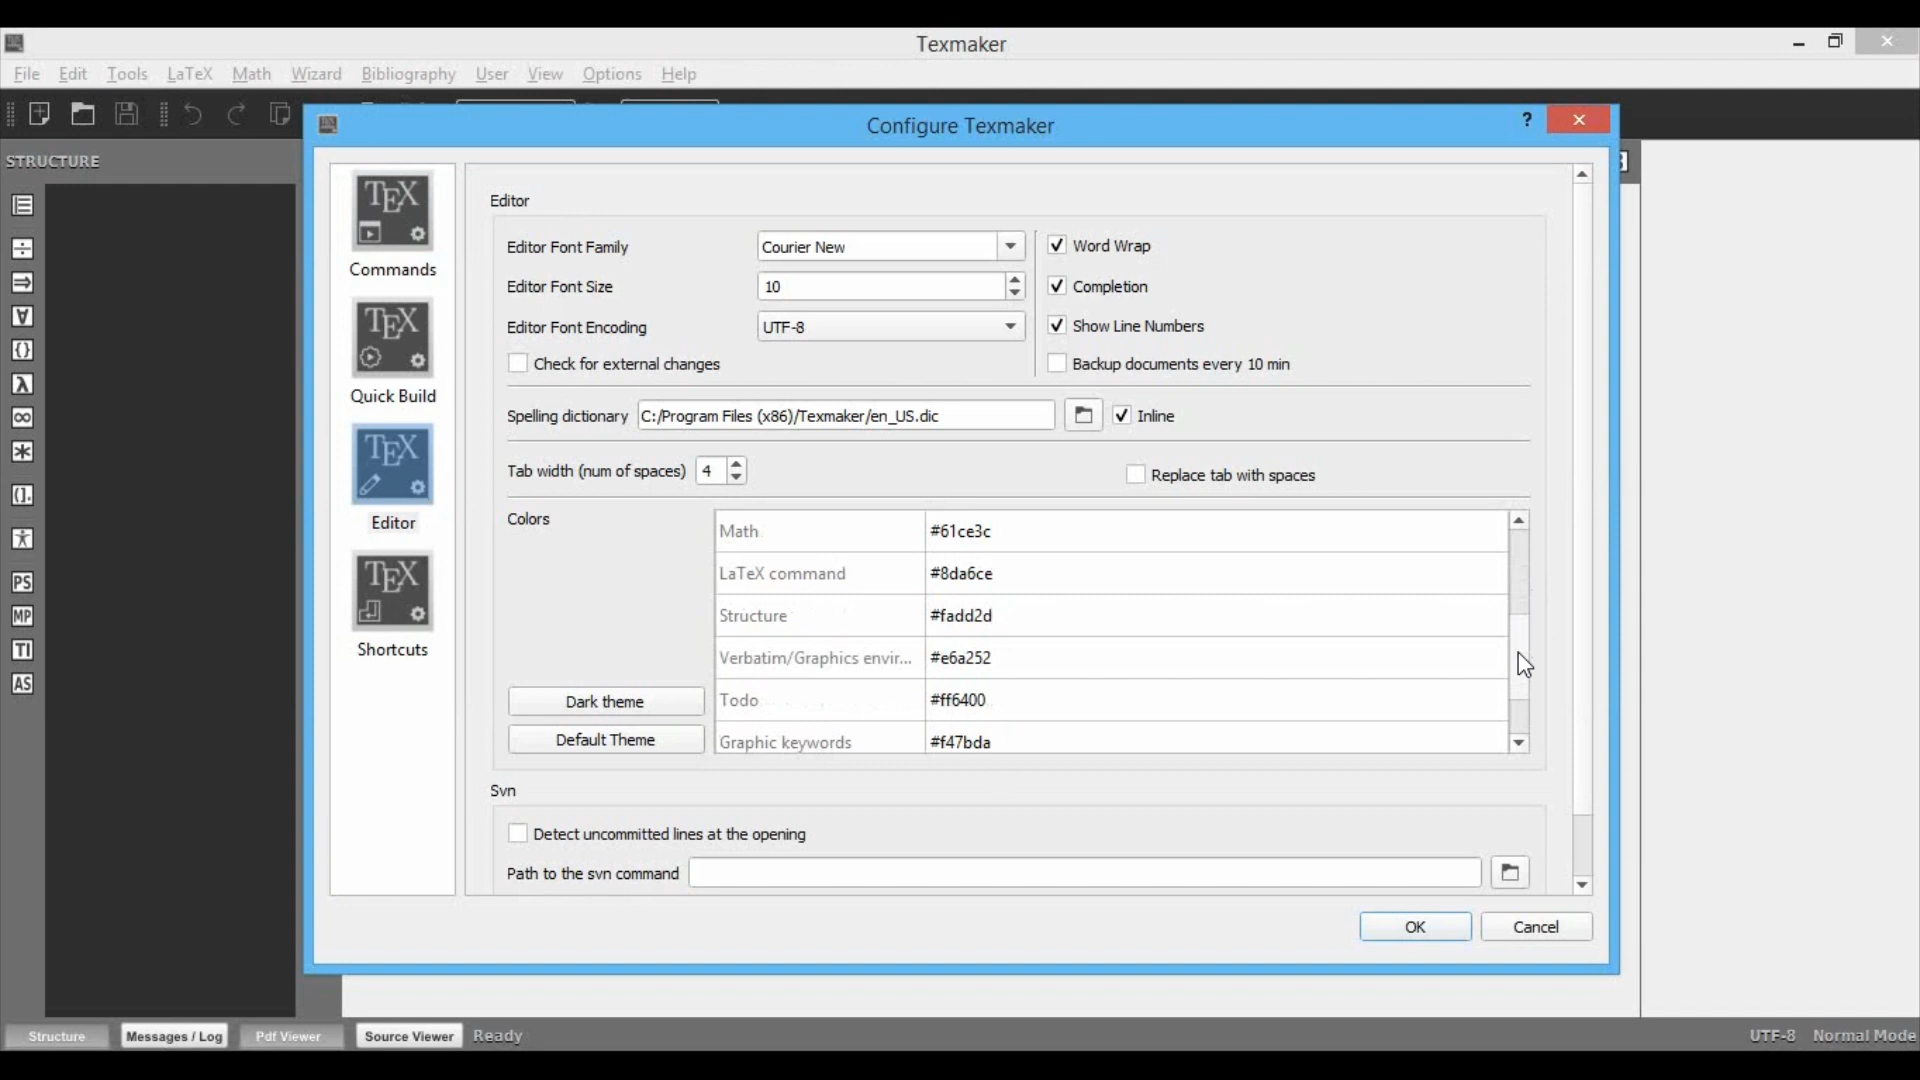 Texmaker
File Edit Tools LaTeX Math Wizard Bibliography User View Options Help
Configure Texmaker ?
STRUCTURE
TEX
Commands
TEX
Quick Build
TEX
Editor
TEX
Shortcuts
Editor
Editor Font Family Courier New Word Wrap
Editor Font Size 10 Completion
Editor Font Encoding UTF-8 Show Line Numbers
Check for external changes Backup documents every 10 min
Spelling dictionary C:/Program Files (x86)/Texmaker/en_US.dic Inline
Tab width (num of spaces) 4 Replace tab with spaces
Colors
Math #61ce3c
LaTeX command #8da6ce
Structure #fadd2d
Verbatim/Graphics envir... #e6a252
Todo #ff6400
Graphic keywords #f47bda
Dark theme
Default Theme
Svn
Detect uncommitted lines at the opening
Path to the svn command
OK Cancel
÷
⇒
∀
{}
λ
∞
∗
(].
PS
MP
TI
AS
Structure Messages / Log Pdf Viewer Source Viewer Ready UTF-8 Normal Mode